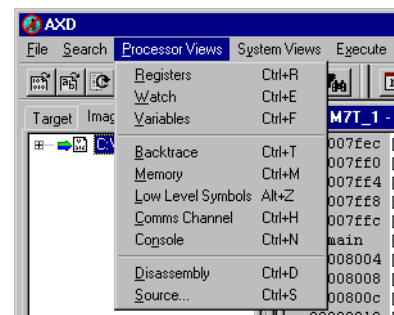 AXD
File Search Processor Views System Views Execute
Target Imag
Registers Ctrl+R
Watch Ctrl+E
Variables Ctrl+F
Backtrace Ctrl+T
Memory Ctrl+M
Low Level Symbols Alt+Z
Comms Channel Ctrl+H
Console Ctrl+N
Disassembly Ctrl+D
Source... Ctrl+S
M7T_1 -
007fec [
007ff0 [
007ff4 [
007ff8 [
007ffc [
main
008004 [
008008 [
00800c [